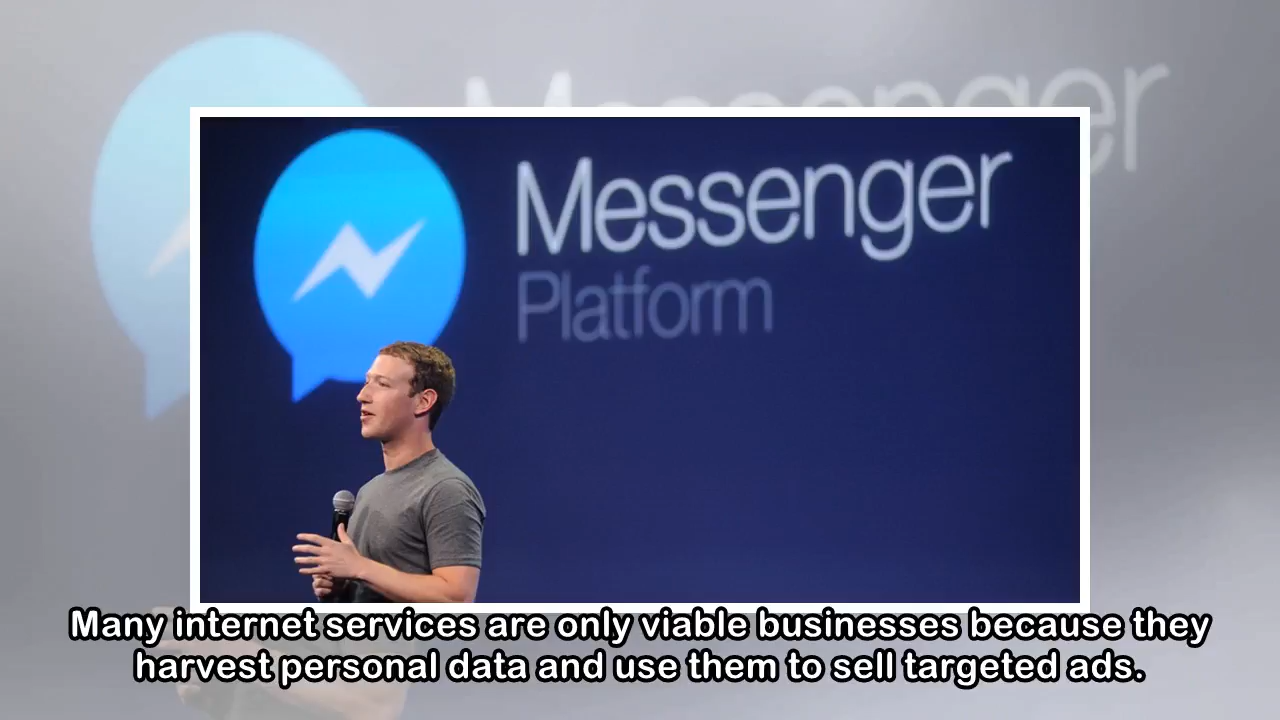 Messenger
Messenger
Platform
Many internet services are only viable businesses because they
harvest personal data and use them to sell targeted ads.